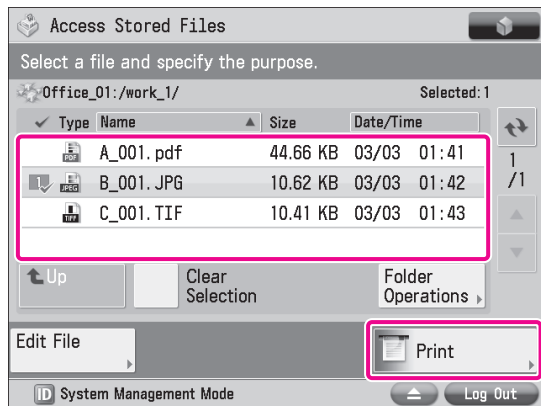 Access Stored Files
Select a file and specify the purpose.
Office_01:/work_1/ Selected:1
Type Name Size Date/Time
PDF A_001.pdf 44.66 KB 03/03 01:41
1 JPEG B_001.JPG 10.62 KB 03/03 01:42
TIFF C_001.TIF 10.41 KB 03/03 01:43
1
/1
Up
Clear
Selection
Folder
Operations
Edit File
Print
ID System Management Mode
Log Out